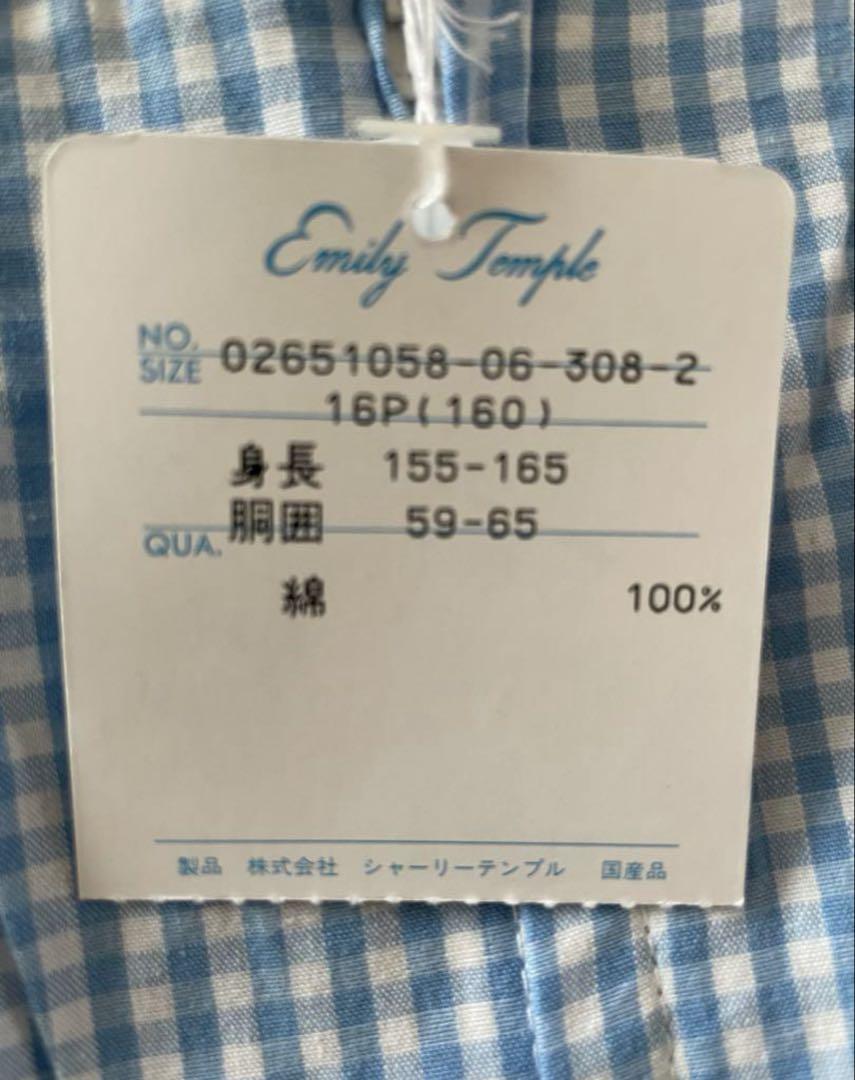 Emily Temple
NO. 02651058-06-308-2
SIZE
16P(160)
身長 155-165
胴囲 59-65
QUA.
綿 100%
製品 株式会社 シャーリーテンプル 国産品